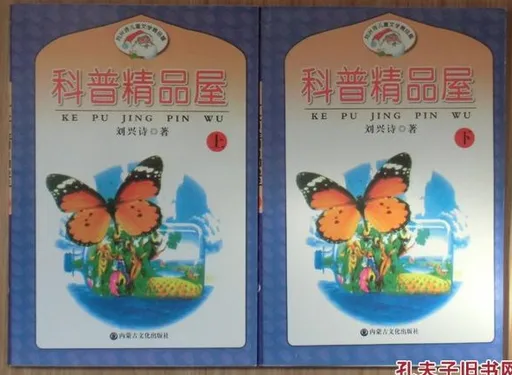 科普精品屋
KE PU JING PIN WU
刘兴诗 著
上
内蒙古文化出版社
科普精品屋
KE PU JING PIN WU
刘兴诗 著
下
内蒙古文化出版社
孔夫子旧书网